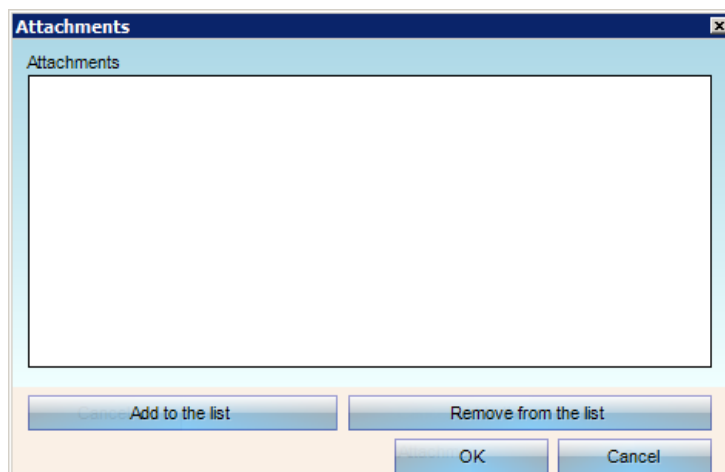 Attachments
Attachments
Add to the list
Remove from the list
OK
Cancel